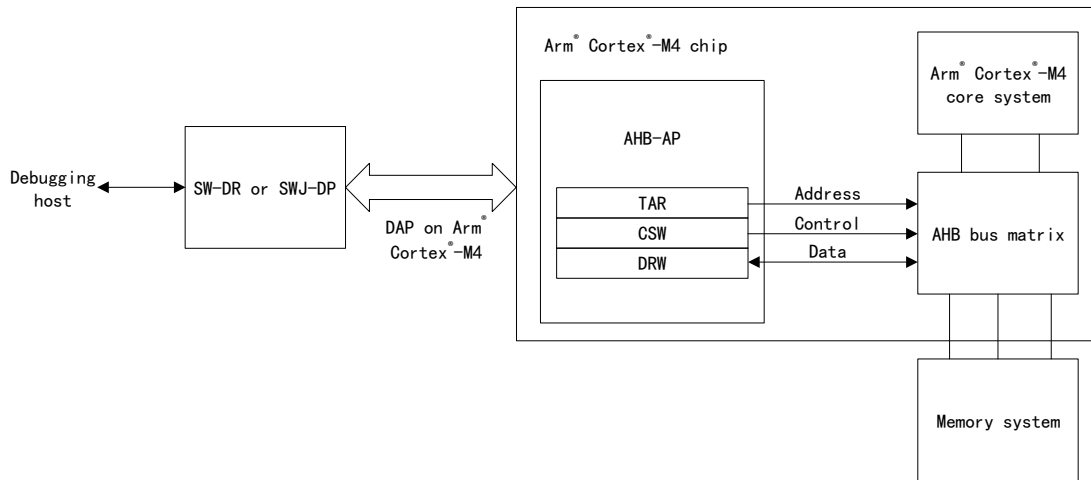 Arm® Cortex®-M4 chip
Arm® Cortex®-M4
core system
AHB-AP
Debugging
host
SW-DR or SWJ-DP
DAP on Arm®
Cortex®-M4
TAR
CSW
DRW
Address
Control
Data
AHB bus matrix
Memory system